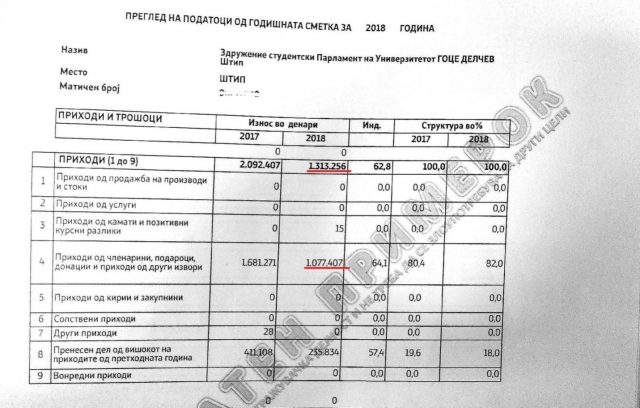 ПРЕГЛЕД НА ПОДАТОЦИ ОД ГОДИШНАТА СМЕТКА ЗА 2018 ГОДИНА
Назив Здружение студентски Парламент на Универзитетот ГОЦЕ ДЕЛЧЕВ
Штип
Место ШТИП
Матичен број
ПРИХОДИ И ТРОШОЦИ Износ во денари Инд. Структура во%
2017 2018 2017 2018
0 0
ПРИХОДИ (1 до 9) 2.092.407 1.313.256 62,8 100,0 100,0
1 Приходи од продажба на производи
и стоки 0 0 0,0 0,0 0,0
2 Приходи од услуги 0 0 0,0 0,0 0,0
3 Приходи од камати и позитивни
курсни разлики 0 15 0,0 0,0 0,0
4 Приходи од членарини, подароци,
донации и приходи од други извори 1.681.271 1.077.407 64,1 80,4 82,0
5 Приходи од кирии и закупнини 0 0 0,0 0,0 0,0
6 Сопствени приходи 0 0 0,0 0,0 0,0
7 Други приходи 28 0 0,0 0,0 0,0
8 Пренесен дел од вишокот на
приходите од претходната година 411.108 235.834 57,4 19,6 18,0
9 Вонредни приходи 0 0 0,0 0,0 0,0
0 0
ПРИМЕРОК